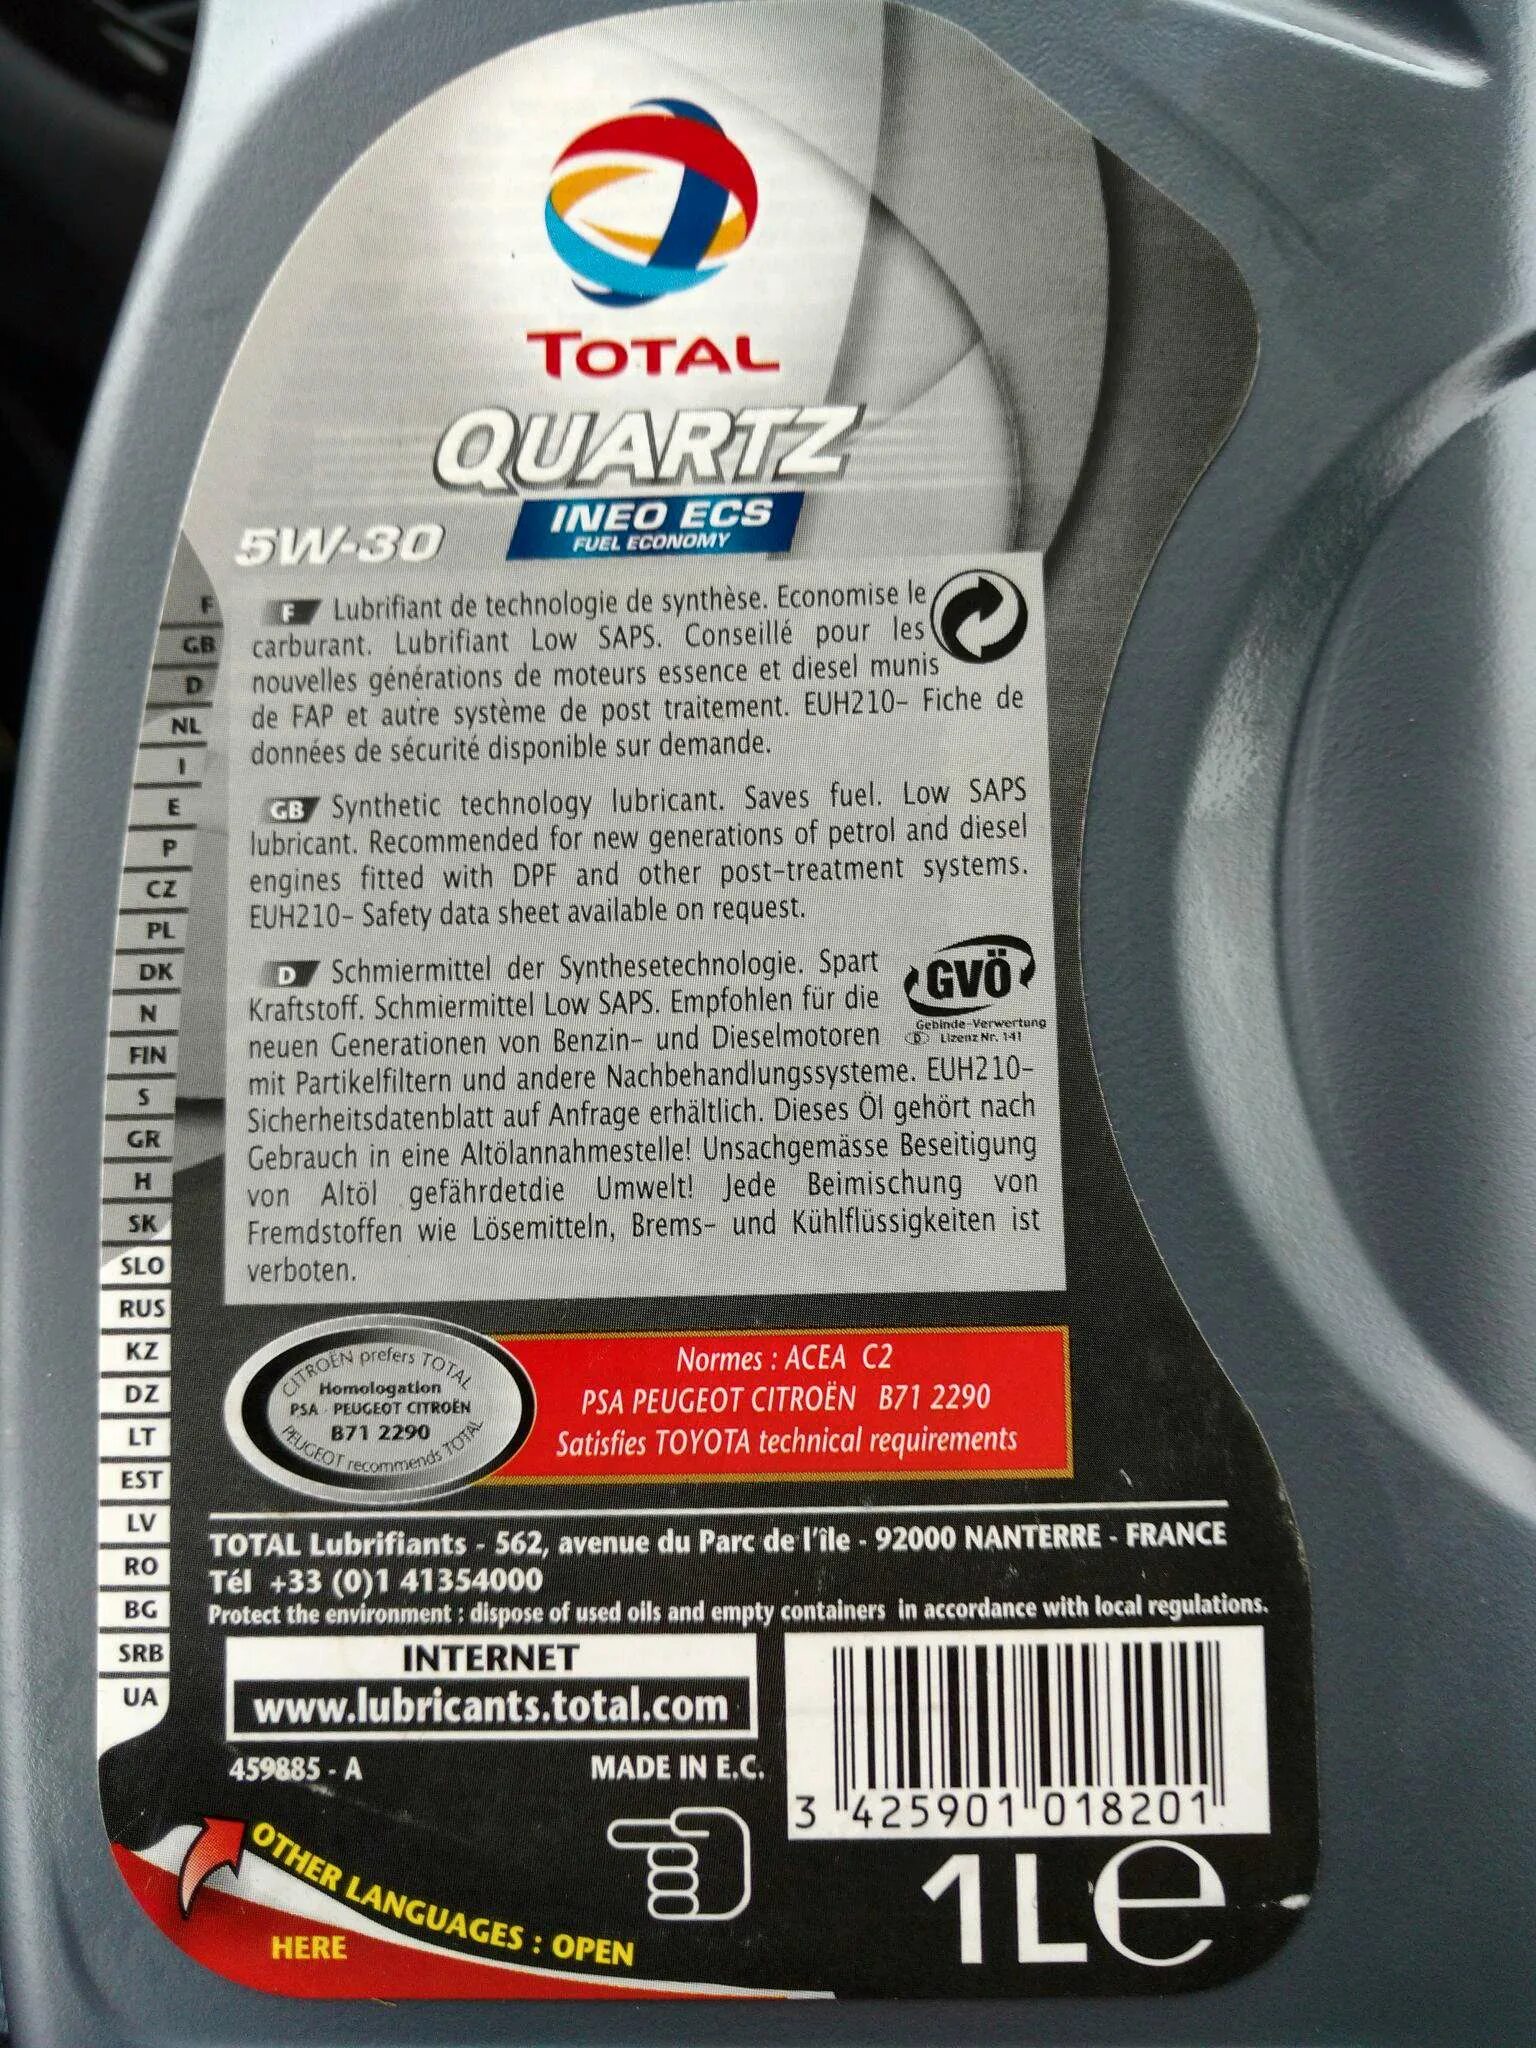 TOTAL
QUARTZ
INEO ECS
FUEL ECONOMY
5W-30
F Lubrifiant de technologie de synthèse. Economise le
carburant. Lubrifiant Low SAPS. Conseillé pour les
nouvelles générations de moteurs essence et diesel munis
de FAP et autre système de post traitement. EUH210- Fiche de
données de sécurité disponible sur demande.
GB Synthetic technology lubricant. Saves fuel. Low SAPS
lubricant. Recommended for new generations of petrol and diesel
engines fitted with DPF and other post-treatment systems.
EUH210- Safety data sheet available on request.
D Schmiermittel der Synthesetechnologie. Spart
Kraftstoff. Schmiermittel Low SAPS. Empfohlen für die
neuen Generationen von Benzin- und Dieselmotoren
mit Partikelfiltern und andere Nachbehandlungssysteme. EUH210-
Sicherheitsdatenblatt auf Anfrage erhältlich. Dieses Öl gehört nach
Gebrauch in eine Altölannahmestelle! Unsachgemässe Beseitigung
von Altöl gefährdetdie Umwelt! Jede Beimischung von
Fremdstoffen wie Lösemitteln, Brems- und Kühlflüssigkeiten ist
verboten.
GVÖ
Gebinde-Verwertung
D Lizenz Nr. 141
F
GB
D
NL
I
E
P
CZ
PL
DK
N
FIN
S
GR
H
SK
SLO
RUS
KZ
DZ
LT
EST
LV
RO
BG
SRB
UA
CITROËN prefers TOTAL
Homologation
PSA - PEUGEOT CITROËN
B71 2290
PEUGEOT recommends TOTAL
Normes : ACEA C2
PSA PEUGEOT CITROËN B71 2290
Satisfies TOYOTA technical requirements
TOTAL Lubrifiants - 562, avenue du Parc de l'île - 92000 NANTERRE - FRANCE
Tél +33 (0)1 41354000
Protect the environment : dispose of used oils and empty containers in accordance with local regulations.
INTERNET
www.lubricants.total.com
459885 - A
MADE IN E.C.
3 425901 018201
OTHER LANGUAGES : OPEN
HERE
1L e